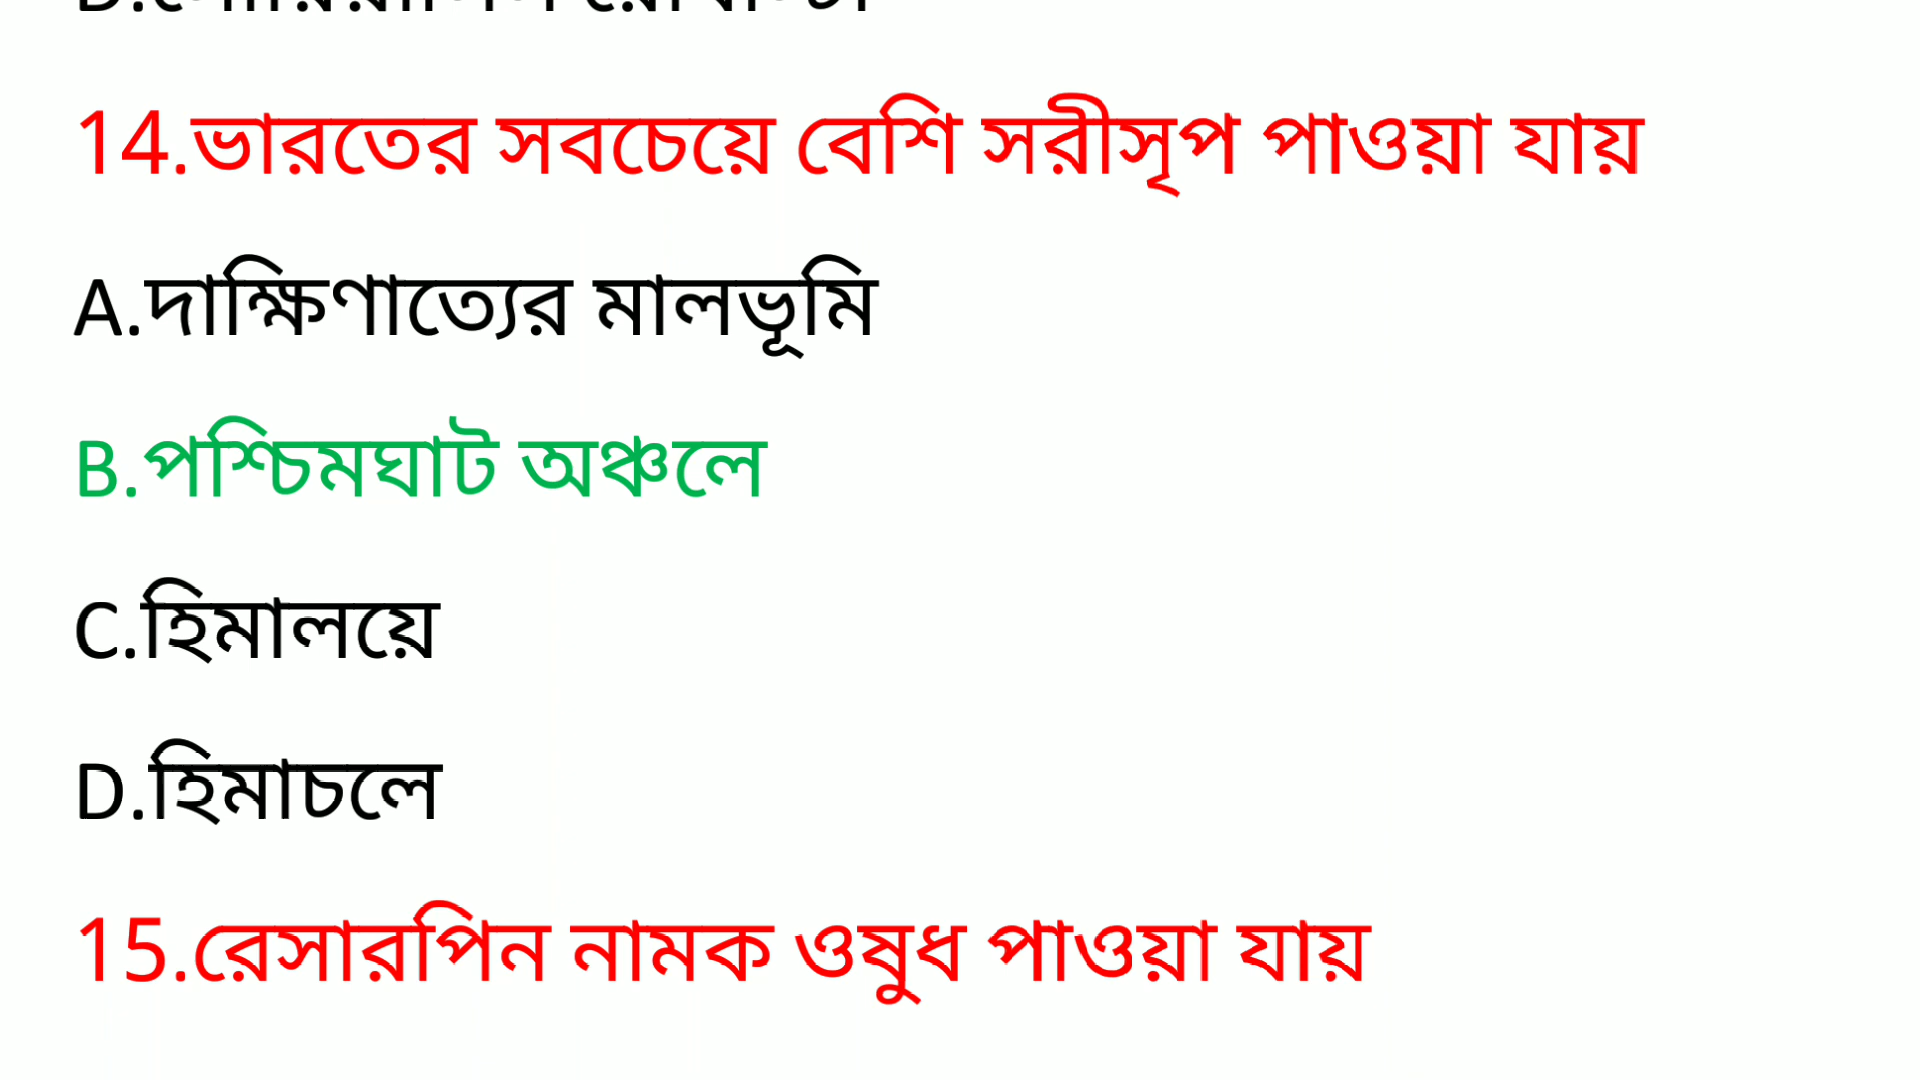 14.ভারতের সবচেয়ে বেশি সরীসৃপ পাওয়া যায়
A.দাক্ষিণাত্যের মালভূমি
B.পশ্চিমঘাট অঞ্চলে
C.হিমালয়ে
D.হিমাচলে
15.রেসারপিন নামক ওষুধ পাওয়া যায়